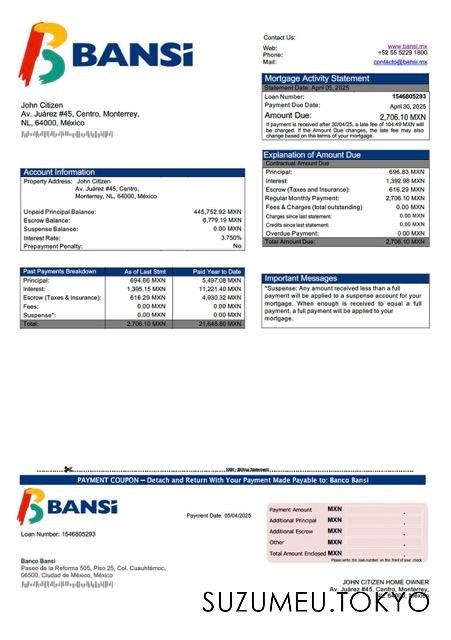 BANSi
Contact Us:
Web: www.bansi.mx
Phone: +52 55 5229 1800
Mail: contacto@bansi.mx
Mortgage Activity Statement
Statement Date: April 05, 2025
Loan Number: 1546805293
Payment Due Date: April 30, 2025
Amount Due: 2,706.10 MXN
If payment is received after 30/04/25, a late fee of 104.49 MXN will
be charged. If the Amount Due changes, the late fee may also
change based on the terms of your mortgage.
John Citizen
Av. Juárez #45, Centro, Monterrey,
NL, 64000, México
Explanation of Amount Due
Contractual Amount Due
Principal: 696.83 MXN
Interest: 1,392.98 MXN
Escrow (Taxes and Insurance): 616.29 MXN
Regular Monthly Payment: 2,706.10 MXN
Fees & Charges (total outstanding) 0.00 MXN
Charges since last statement: 0.00 MXN
Credits since last statement: 0.00 MXN
Overdue Payment: 0.00 MXN
Total Amount Due: 2,706.10 MXN
Account Information
Property Address: John Citizen
Av. Juárez #45, Centro,
Monterrey, NL, 64000, México
Unpaid Principal Balance: 445,752.92 MXN
Escrow Balance: 6,779.19 MXN
Suspense Balance: 0.00 MXN
Interest Rate: 3.750%
Prepayment Penalty: No
Past Payments Breakdown As of Last Stmt Paid Year to Date
Principal: 694.66 MXN 5,497.08 MXN
Interest: 1,395.15 MXN 11,221.40 MXN
Escrow (Taxes & Insurance): 616.29 MXN 4,930.32 MXN
Fees: 0.00 MXN 0.00 MXN
Suspense*: 0.00 MXN 0.00 MXN
Total: 2,706.10 MXN 21,648.80 MXN
Important Messages
*Suspense: Any amount received less than a full
payment will be applied to a suspense account for your
mortgage. When enough is received to equal a full
payment, a full payment will be applied to your
mortgage.
PAYMENT COUPON – Detach and Return With Your Payment Made Payable to: Banco Bansi
BANSi
Payment Date: 05/04/2025
Loan Number: 1546805293
Payment Amount MXN .
Additional Principal MXN .
Additional Escrow MXN .
Other MXN .
Total Amount Enclosed MXN .
Please write the loan number on the front of your check
Banco Bansi
Paseo de la Reforma 505, Piso 25, Col. Cuauhtémoc,
06500, Ciudad de México, México
JOHN CITIZEN HOME OWNER
Av. Juárez #45, Centro, Monterrey,
NL, 64000, México
SUZUMEU.TOKYO